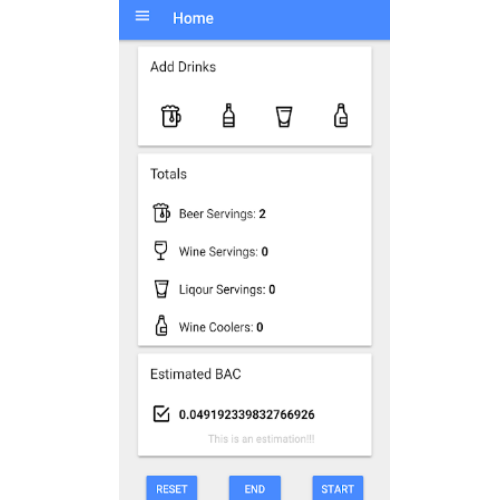 Home
Add Drinks
Totals
Beer Servings: 2
Wine Servings: 0
Liqour Servings: 0
Wine Coolers: 0
Estimated BAC
0.049192339832766926
This is an estimation!!!
RESET END START